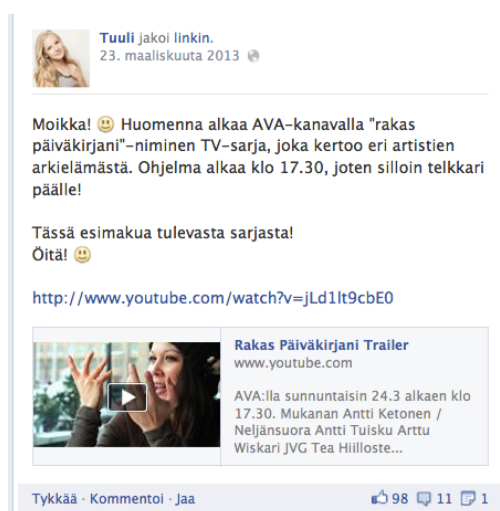 Tuuli jakoi linkin.
23. maaliskuuta 2013
Moikka! Huomenna alkaa AVA-kanavalla "rakas
päiväkirjani"-niminen TV-sarja, joka kertoo eri artistien
arkielämästä. Ohjelma alkaa klo 17.30, joten silloin telkkari
päälle!
Tässä esimakua tulevasta sarjasta!
Öitä!
http://www.youtube.com/watch?v=jLd1lt9cbE0
Rakas Päiväkirjani Trailer
www.youtube.com
AVA:lla sunnuntaisin 24.3 alkaen klo
17.30. Mukanan Antti Ketonen /
Neljänsuora Antti Tuisku Arttu
Wiskari JVG Tea Hiilloste...
Tykkää · Kommentoi · Jaa 98 11 1